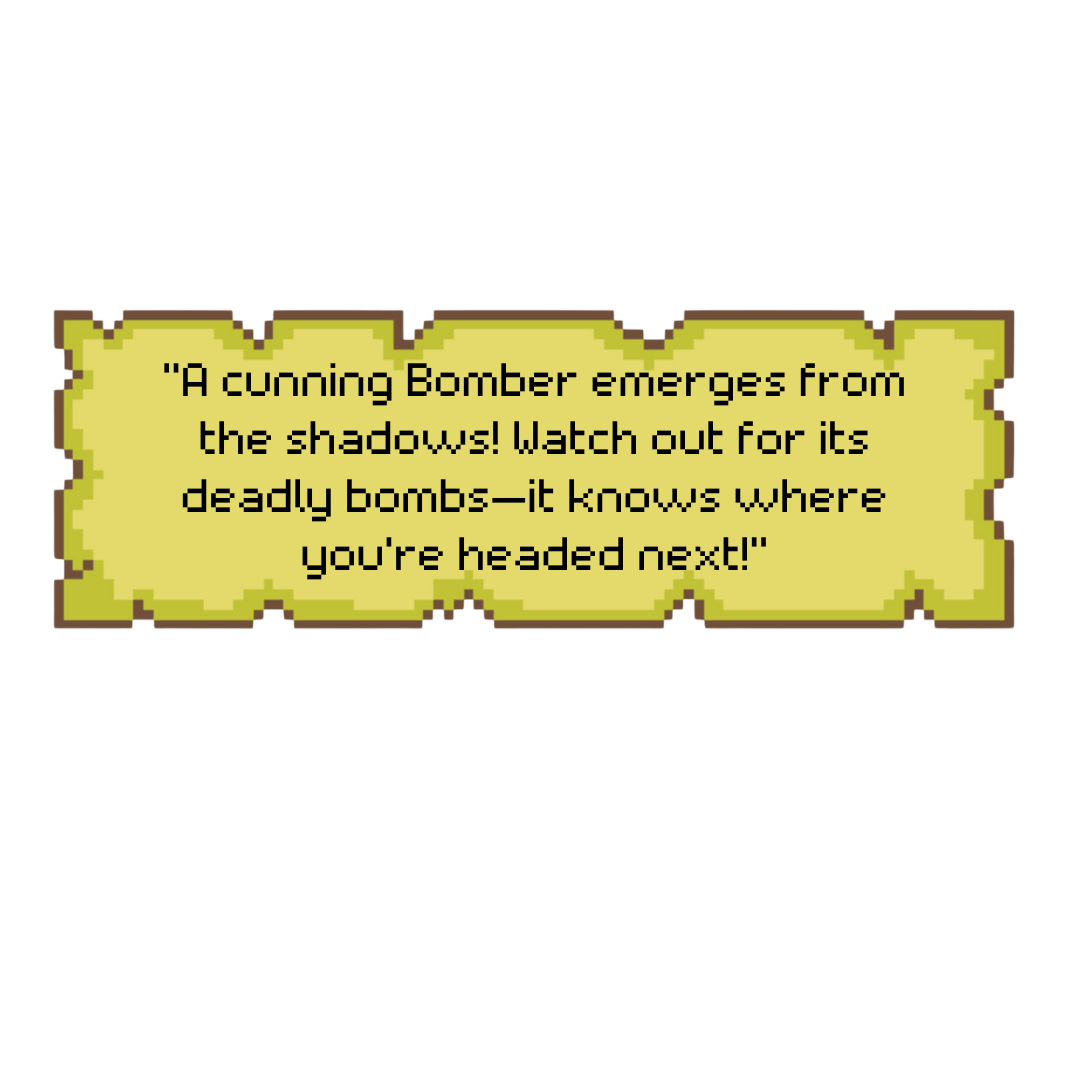 "A cunning Bomber emerges from
the shadows! Watch out for its
deadly bombs—it knows where
you're headed next!"